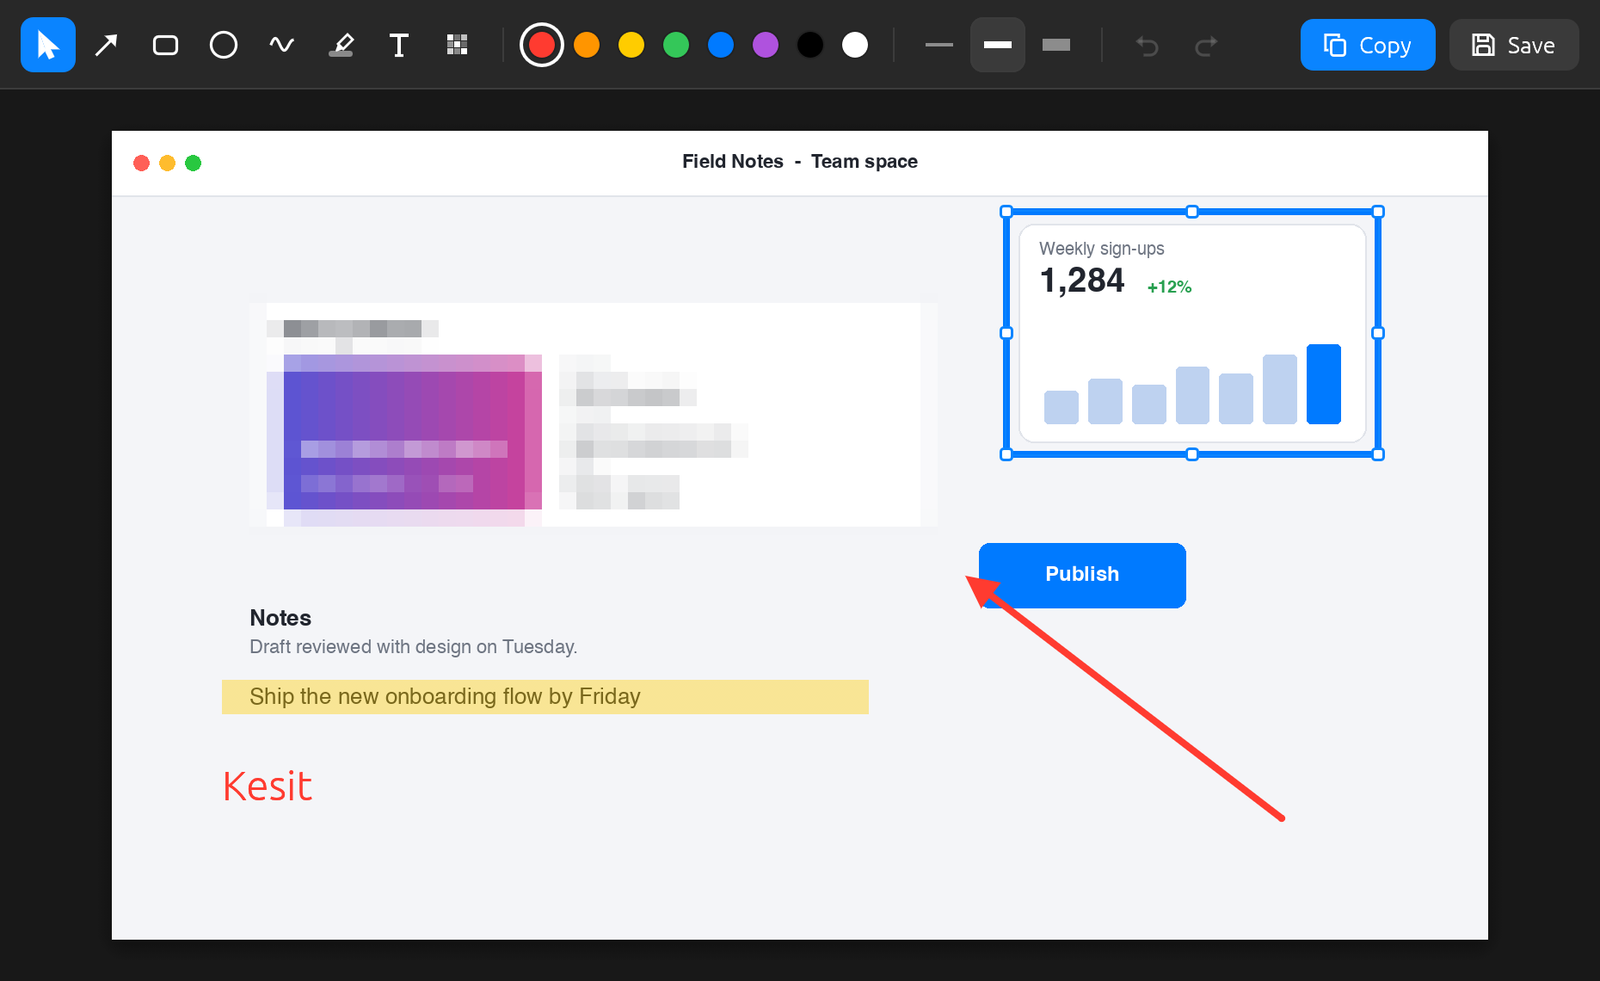 Copy
Save
Field Notes - Team space
Weekly sign-ups
1,284 +12%
Publish
Notes
Draft reviewed with design on Tuesday.
Ship the new onboarding flow by Friday
Kesit